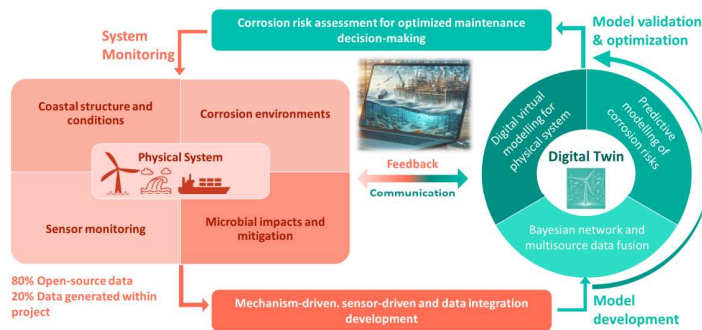 Corrosion risk assessment for optimized maintenance
decision-making
System
Monitoring
Model validation
& optimization
Coastal structure and
conditions
Corrosion environments
Physical System
Sensor monitoring
Microbial impacts and
mitigation
Feedback
Communication
Digital virtual
modelling for
physical system
Predictive
modelling of
corrosion risks
Digital Twin
Bayesian network and
multisource data fusion
80% Open-source data
20% Data generated within
project
Mechanism-driven, sensor-driven and data integration
development
Model
development